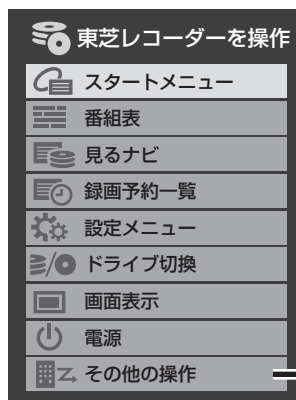 東芝レコーダーを操作
スタートメニュー
番組表
見るナビ
録画予約一覧
設定メニュー
ドライブ切換
画面表示
電源
その他の操作